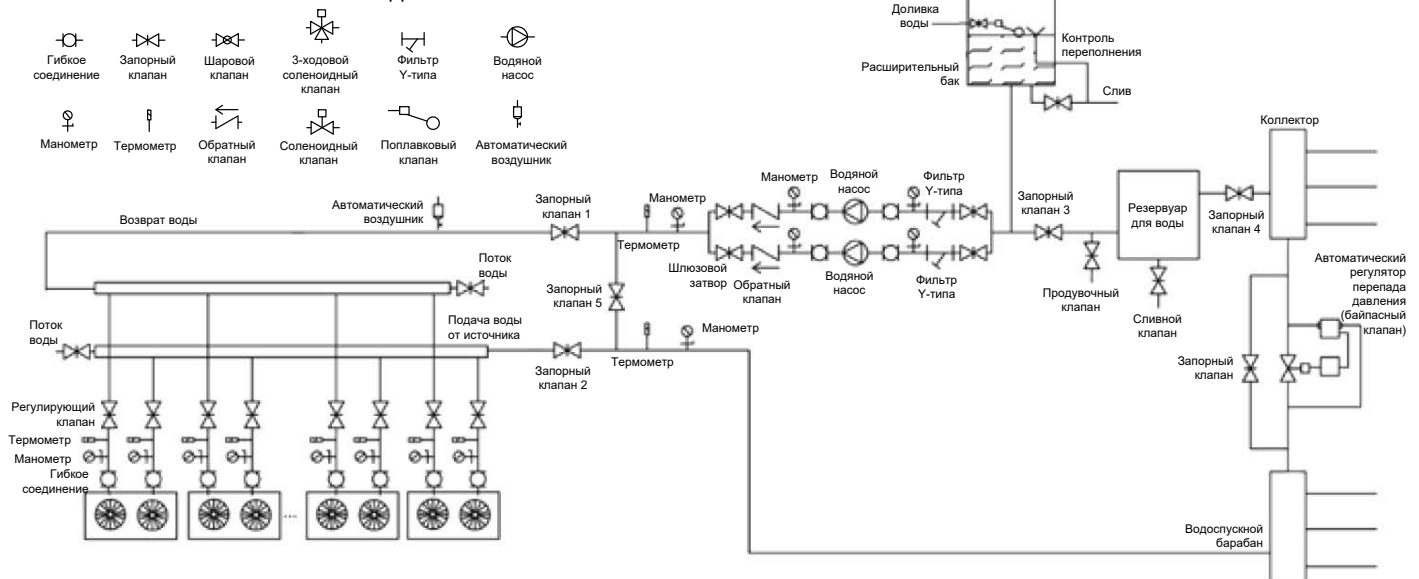 Гибкое
соединение
Запорный
клапан
Шаровой
клапан
3-ходовой
соленоидный
клапан
Фильтр
Y-типа
Водяной
насос
Манометр
Термометр
Обратный
клапан
Соленоидный
клапан
Поплавковый
клапан
Автоматический
воздушник
Доливка
воды
Контроль
переполнения
Расширительный
бак
Слив
Коллектор
Возврат воды
Автоматический
воздушник
Запорный
клапан 1
Манометр
Термометр
Манометр
Водяной
насос
Фильтр
Y-типа
Запорный
клапан 3
Резервуар
для воды
Запорный
клапан 4
Шлюзовой
затвор
Обратный
клапан
Водяной
насос
Фильтр
Y-типа
Продувочный
клапан
Сливной
клапан
Автоматический
регулятор
перепада
давления
(байпасный
клапан)
Поток
воды
Запорный
клапан 5
Поток
воды
Подача воды
от источника
Манометр
Термометр
Запорный
клапан 2
Запорный
клапан
Регулирующий
клапан
Термометр
Манометр
Гибкое
соединение
Водоспускной
барабан